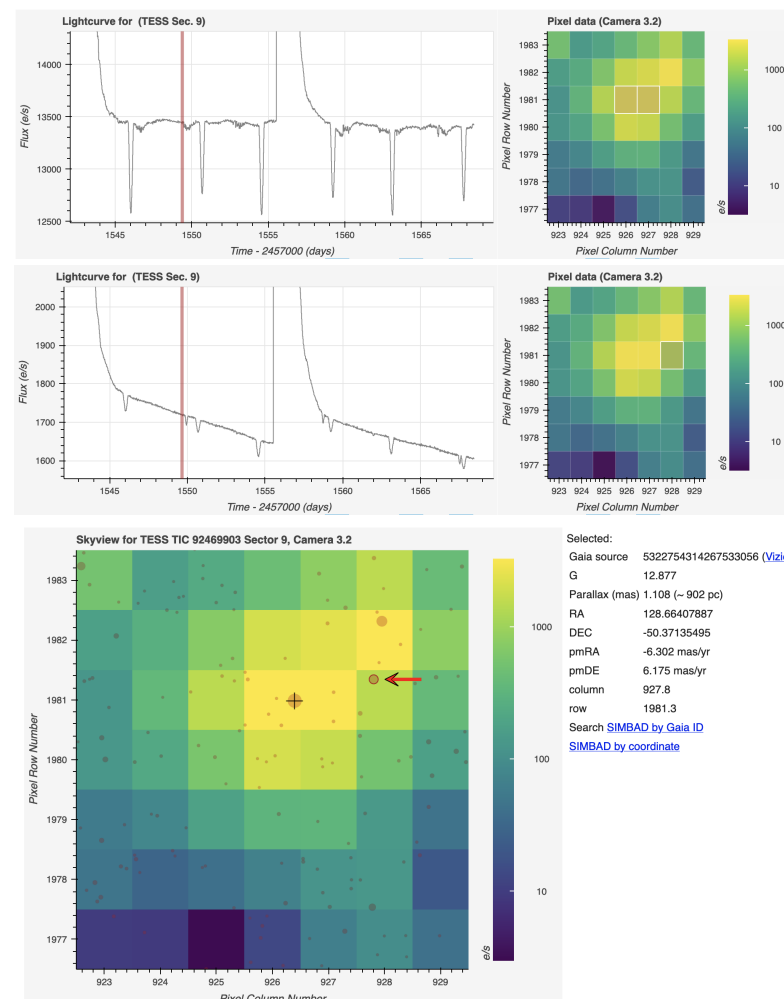 Lightcurve for (TESS Sec. 9)
14000
13500
13000
12500
Flux (e/s)
1545
1550
1555
1560
1565
Time - 2457000 (days)
Pixel data (Camera 3.2)
1983
1982
1981
1980
1979
1978
1977
Pixel Row Number
923 924 925 926 927 928 929
Pixel Column Number
1000
100
10
e/s
Lightcurve for (TESS Sec. 9)
2000
1900
1800
1700
1600
Flux (e/s)
1545
1550
1555
1560
1565
Time - 2457000 (days)
Pixel data (Camera 3.2)
1983
1982
1981
1980
1979
1978
1977
Pixel Row Number
923 924 925 926 927 928 929
Pixel Column Number
1000
100
10
e/s
Skyview for TESS TIC 92469903 Sector 9, Camera 3.2
1983
1982
1981
1980
1979
1978
1977
Pixel Row Number
923 924 925 926 927 928 929
Pixel Column Number
1000
100
10
e/s
Selected:
Gaia source 5322754314267533056 (Vizie
G 12.877
Parallax (mas) 1.108 (~ 902 pc)
RA 128.66407887
DEC -50.37135495
pmRA -6.302 mas/yr
pmDE 6.175 mas/yr
column 927.8
row 1981.3
Search SIMBAD by Gaia ID
SIMBAD by coordinate